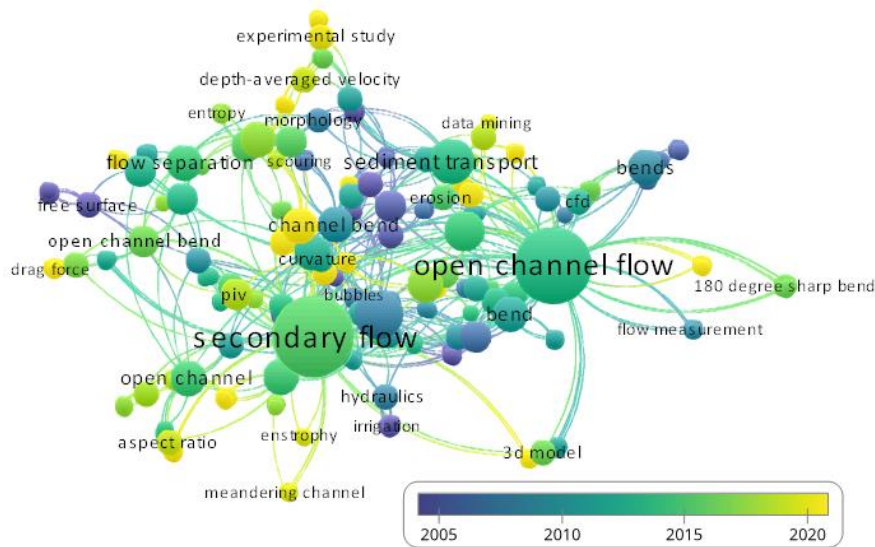 experimental study
depth-averaged velocity
entropy
morphology
data mining
flow separation
scouring
sediment transport
bends
free surface
erosion
cfd
channel bend
open channel bend
curvature
open channel flow
drag force
180 degree sharp bend
piv
bubbles
bend
flow measurement
secondary flow
open channel
hydraulics
irrigation
aspect ratio
enstrophy
3d model
meandering channel
2005 2010 2015 2020